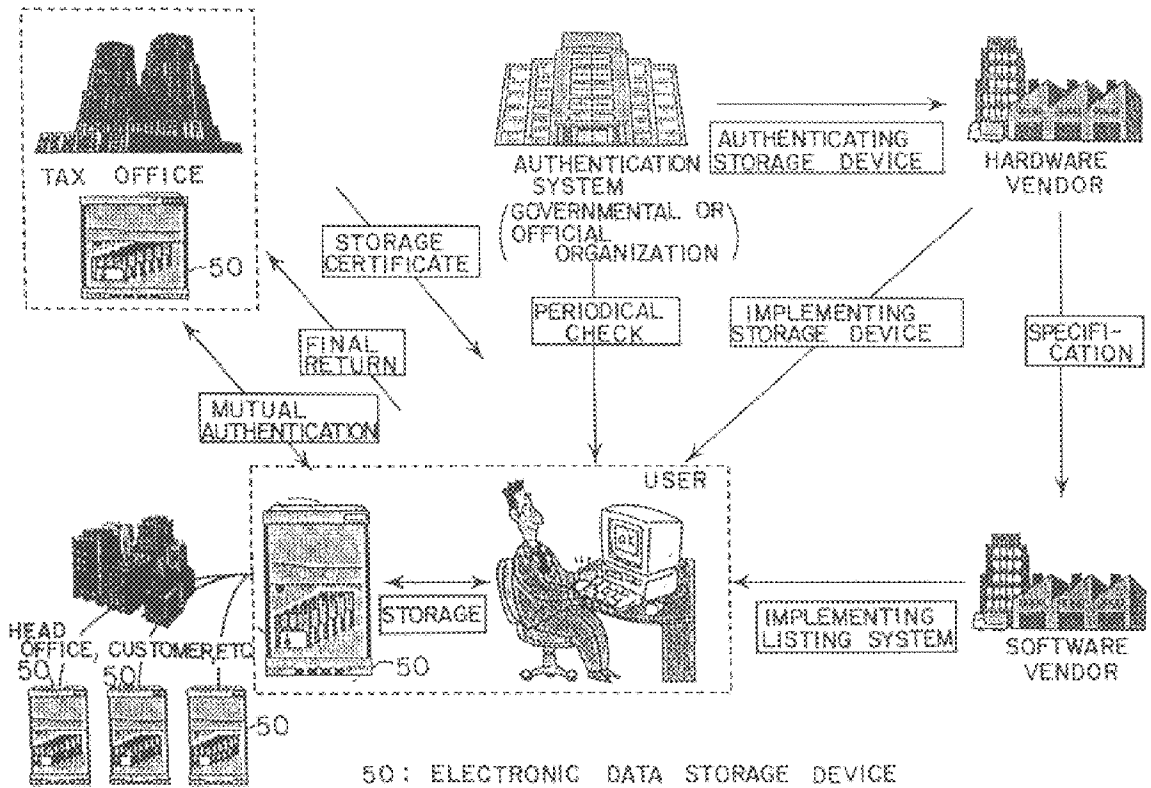 TAX OFFICE
50
AUTHENTICATION
SYSTEM
(GOVERNMENTAL OR
OFFICIAL
ORGANIZATION)
AUTHENTICATING
STORAGE DEVICE
HARDWARE
VENDOR
STORAGE
CERTIFICATE
FINAL
RETURN
MUTUAL
AUTHENTICATION
PERIODICAL
CHECK
IMPLEMENTING
STORAGE DEVICE
SPECIFI-
CATION
USER
STORAGE
50
IMPLEMENTING
LISTING SYSTEM
SOFTWARE
VENDOR
HEAD
OFFICE, CUSTOMER,ETC
50
50
50
50: ELECTRONIC DATA STORAGE DEVICE